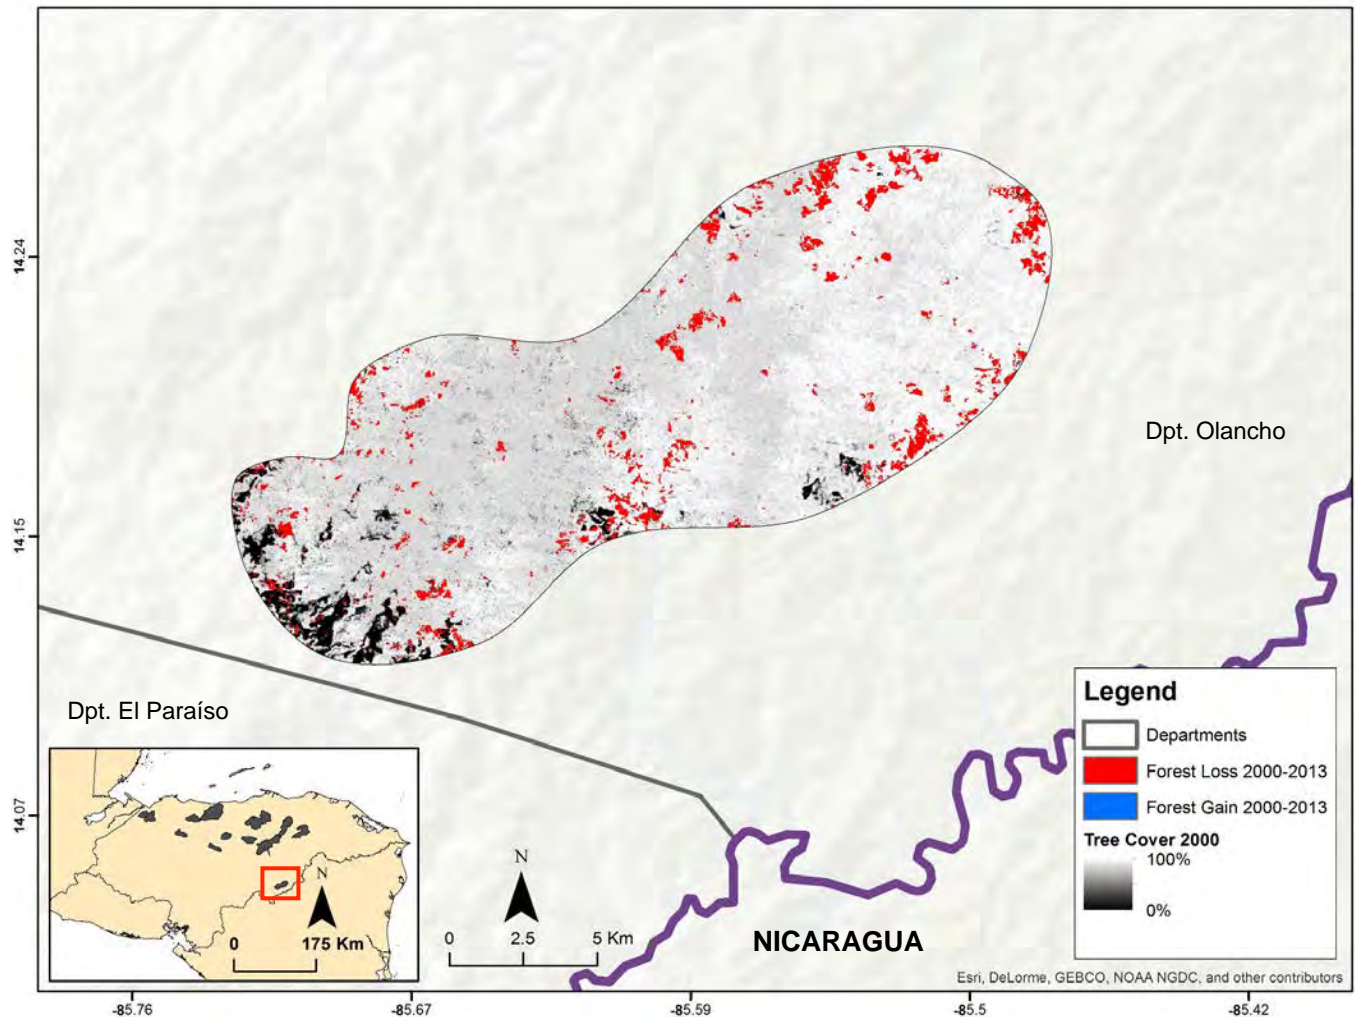 14.24
14.15
14.07
Dpt. Olancho
Dpt. El Paraíso
NICARAGUA
Legend
Departments
Forest Loss 2000-2013
Forest Gain 2000-2013
Tree Cover 2000
100%
0%
N
0 175 Km
N
0 2.5 5 Km
Esri, DeLorme, GEBCO, NOAA NGDC, and other contributors
-85.76 -85.67 -85.59 -85.5 -85.42